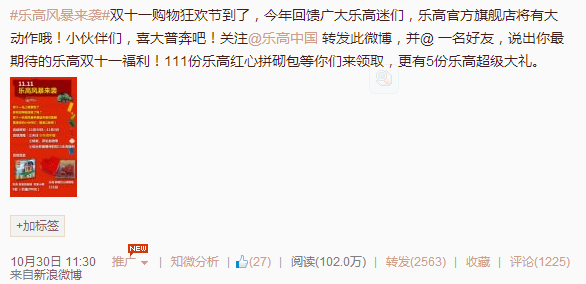 #乐高风暴来袭#双十一购物狂欢节到了，今年回馈广大乐高迷们，乐高官方旗舰店将有大
动作哦！小伙伴们，喜大普奔吧！关注@乐高中国 转发此微博，并@ 一名好友，说出你最
期待的乐高双十一福利！111份乐高红心拼砌包等你们来领取，更有5份乐高超级大礼。
11.11
乐高风暴来袭
+加标签
NEW
10月30日 11:30 推广 | 知微分析 | (27) | 阅读(102.0万) | 转发(2563) | 收藏 | 评论(1225)
来自新浪微博